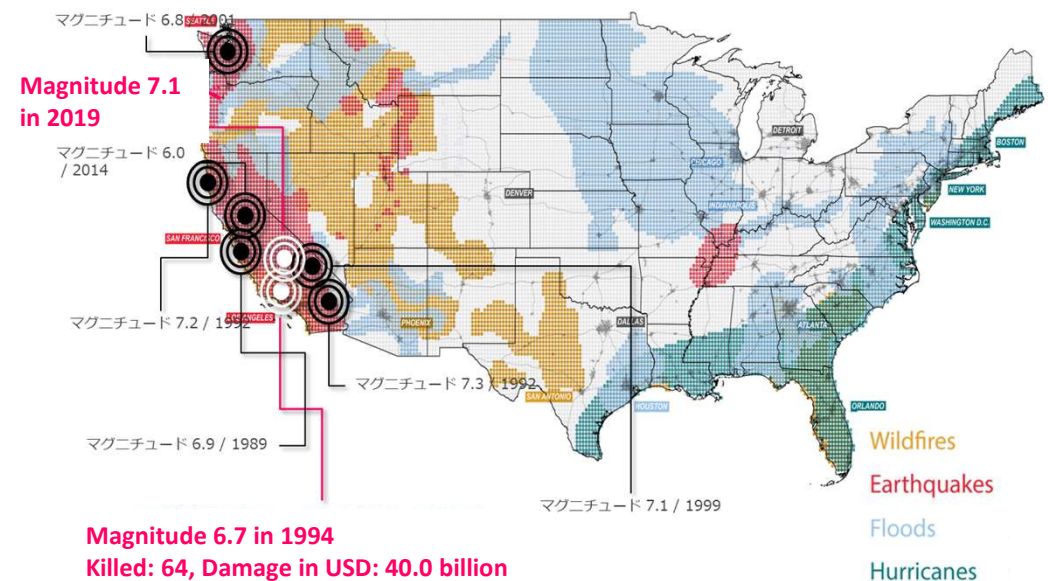 マグニチュード 6.8 / 2001
SEATTLE
Magnitude 7.1
in 2019
マグニチュード 6.0
/ 2014
DETROIT
BOSTON
CHICAGO
NEW YORK
DENVER
INDIANAPOLIS
WASHINGTON D.C.
SAN FRANCISCO
マグニチュード 7.2 / 1992
LOS ANGELES
PHOENIX
DALLAS
ATLANTA
マグニチュード 7.3 / 1992
SAN ANTONIO
HOUSTON
ORLANDO
マグニチュード 6.9 / 1989
Wildfires
Earthquakes
マグニチュード 7.1 / 1999
Floods
Magnitude 6.7 in 1994
Killed: 64, Damage in USD: 40.0 billion
Hurricanes